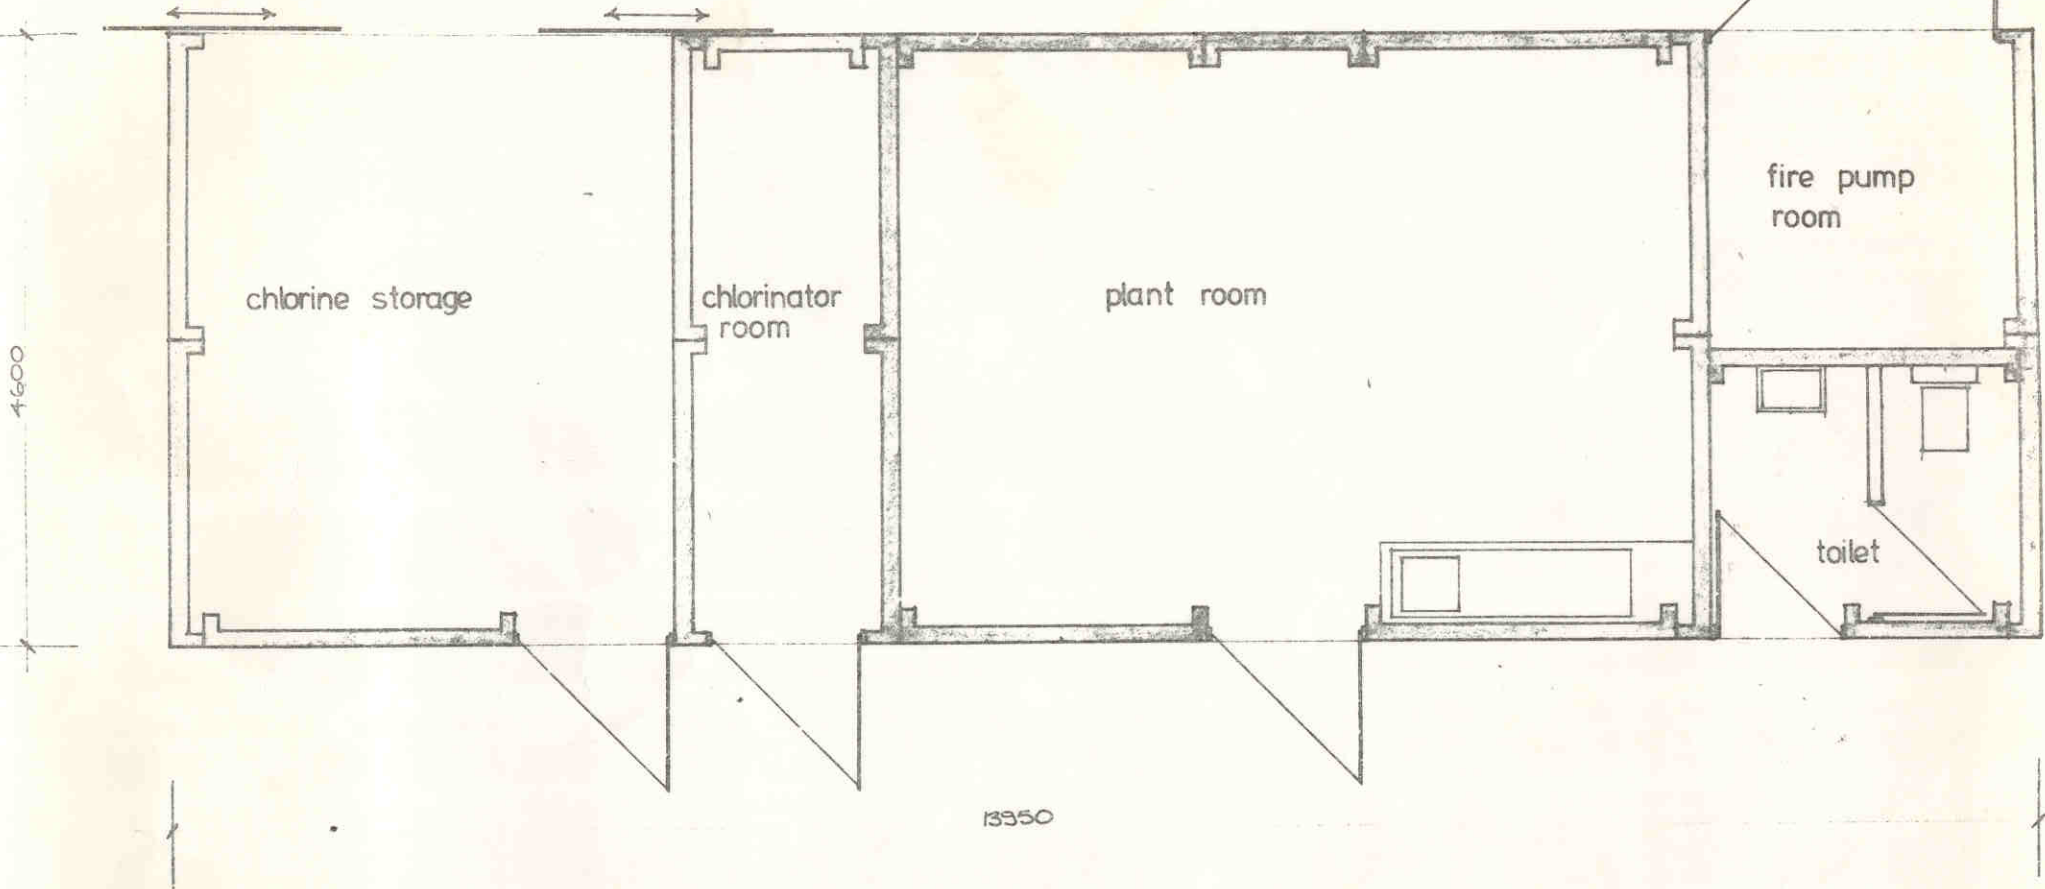 fire pump
room
chlorine storage
chlorinator
room
plant room
4600
toilet
13950